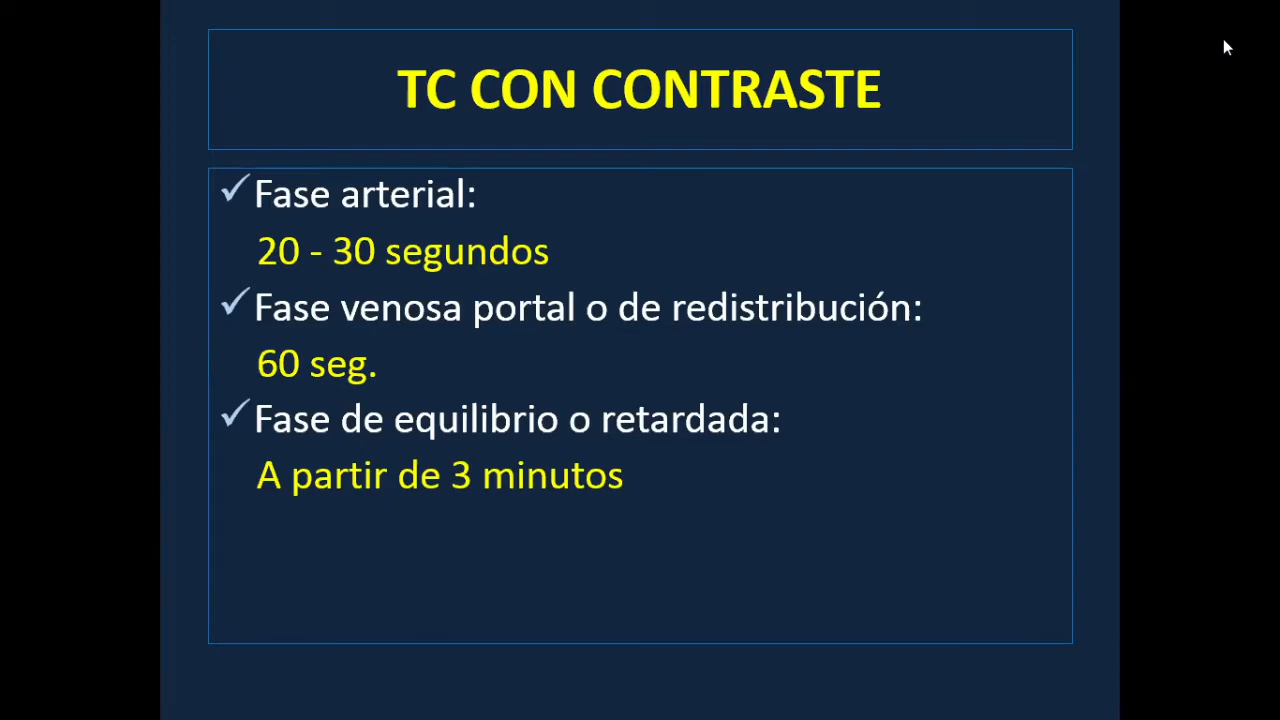 TC CON CONTRASTE
✓Fase arterial:
20 - 30 segundos
✓Fase venosa portal o de redistribución:
60 seg.
✓Fase de equilibrio o retardada:
A partir de 3 minutos